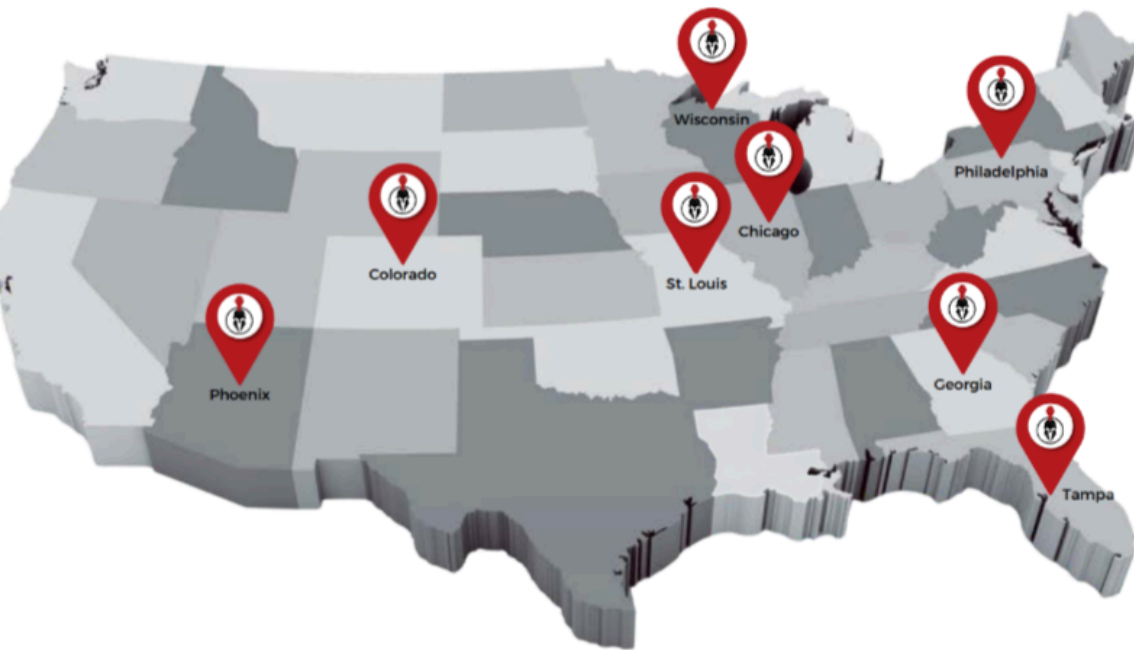 Wisconsin
Philadelphia
Chicago
Colorado
St. Louis
Phoenix
Georgia
Tampa